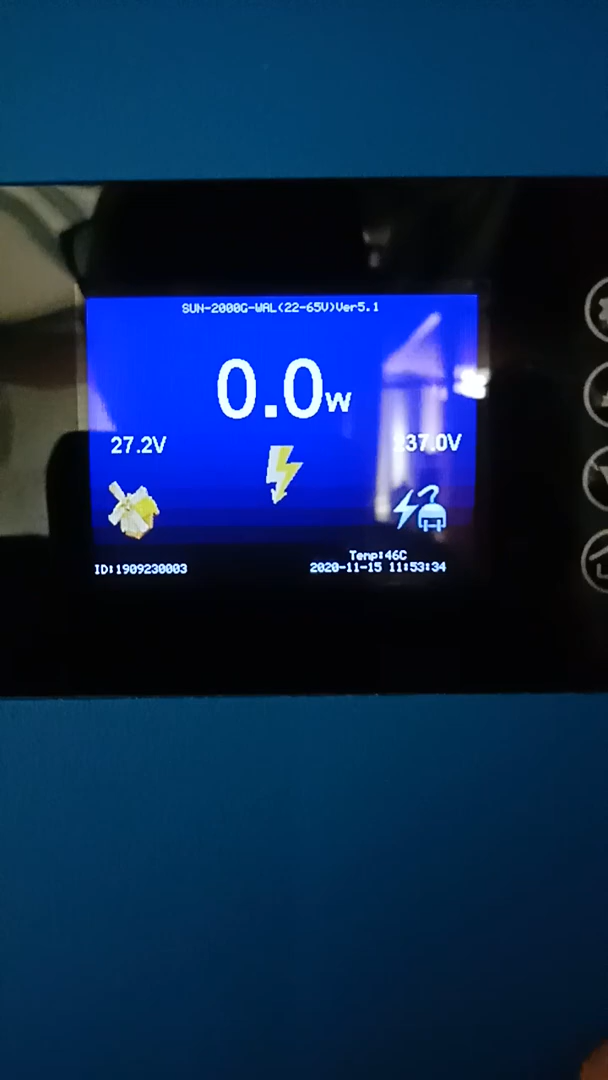 SUN-2000G-WAL(22-65V)Ver5.1
0.0W
27.2V
237.0V
Temp:46C
ID:1909230003
2020-11-15 11:53:34